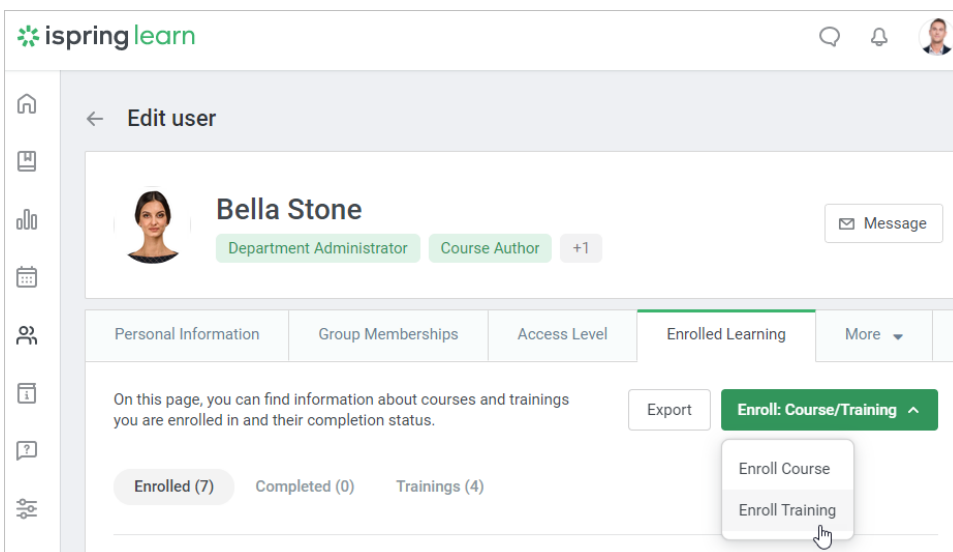 ispring learn
Edit user
Bella Stone
Department Administrator Course Author +1
Message
Personal Information Group Memberships Access Level Enrolled Learning More
On this page, you can find information about courses and trainings
you are enrolled in and their completion status.
Export Enroll: Course/Training
Enroll Course
Enroll Training
Enrolled (7) Completed (0) Trainings (4)